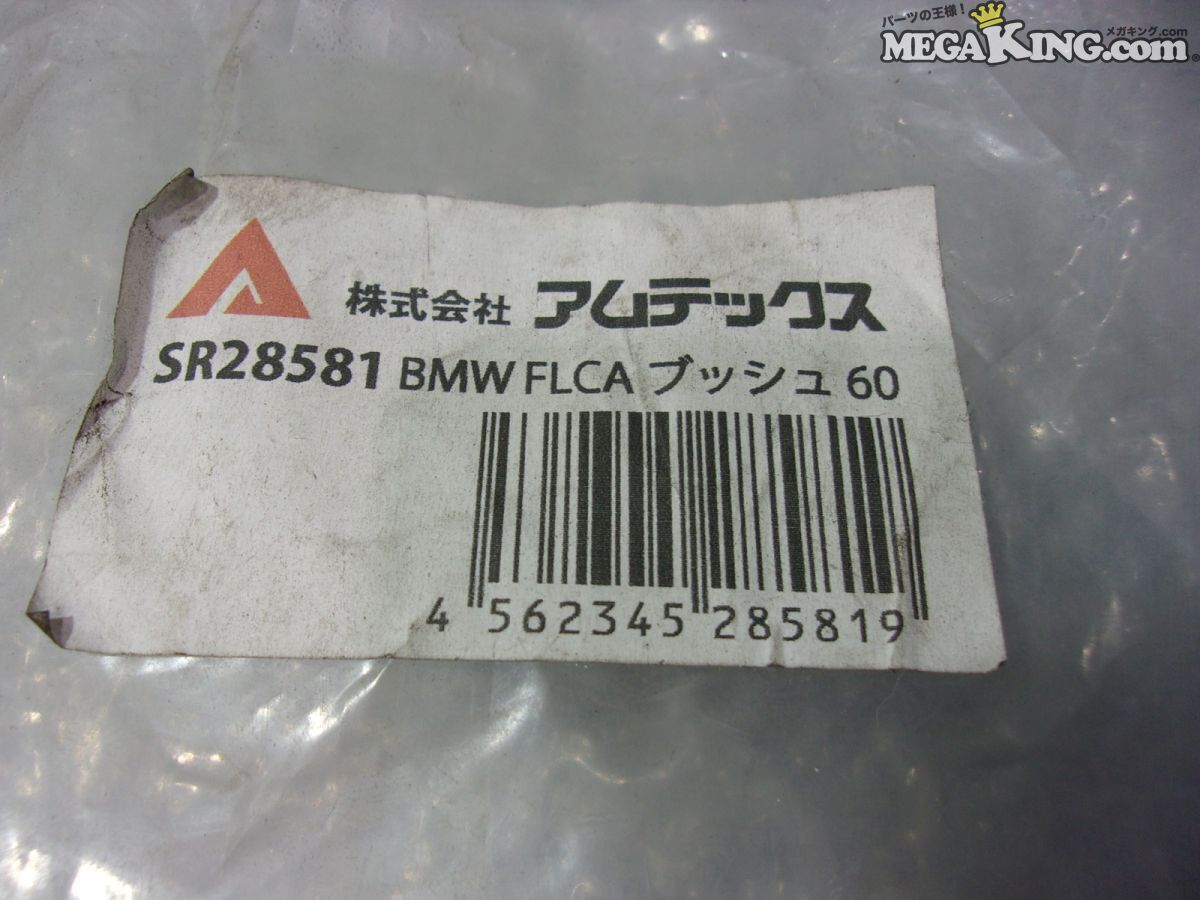 パーツの王様!
メガキング.com
MEGAKING.com®
株式会社 アムテックス
SR28581 BMW FLCA ブッシュ 60
4 562345 285819